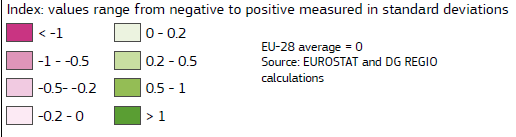 Index: values range from negative to positive measured in standard deviations
< -1
-1 - -0.5
-0.5- -0.2
-0.2 - 0
0 - 0.2
0.2 - 0.5
0.5 - 1
> 1
EU-28 average = 0
Source: EUROSTAT and DG REGIO
calculations